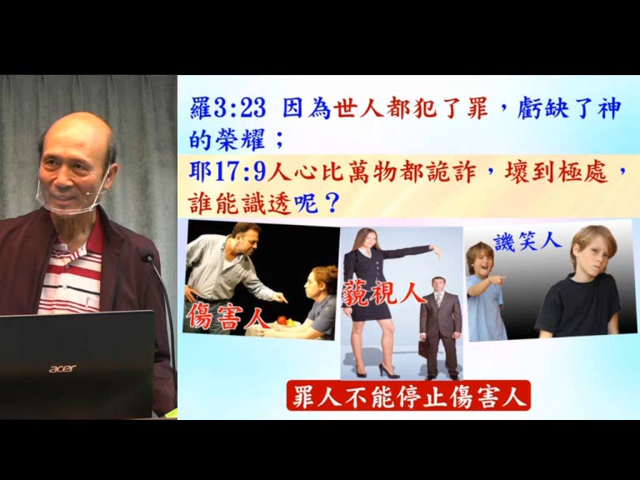 羅3:23 因為世人都犯了罪，虧缺了神
的榮耀；
耶17:9人心比萬物都詭詐，壞到極處，
誰能識透呢？
傷害人
藐視人
譏笑人
罪人不能停止傷害人
acer